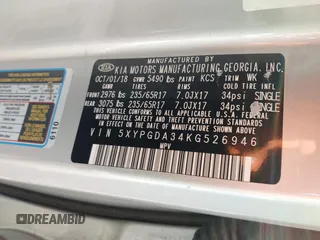 MANUFACTURED BY
KIA KIA MOTORS MANUFACTURING GEORGIA, INC.
OCT/01/18 GVWR 5490 lbs PAINT KCS TRIM WK
GAWR TIRES RIMS
FRONT 2976 lbs 235/65R17 7.0JX17 34psi SINGLE
REAR 3075 lbs 235/65R17 7.0JX17 34psi SINGLE
THIS VEHICLE CONFORMS TO ALL APPLICABLE FEDERAL
MOTOR VEHICLE SAFETY AND THEFT PREVENTION
STANDARDS IN EFFECT ON THE DATE OF
MANUFACTURE SHOWN ABOVE
VIN 5XYPGDA34KG526946
MPV
6110
DREAMBID